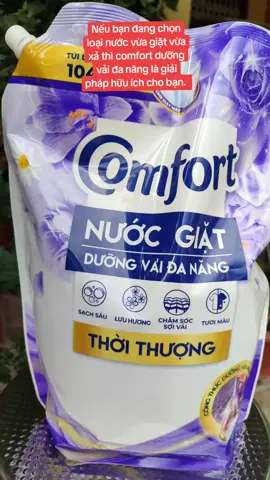 Nếu bạn đang chọn
loại nước vừa giặt vừa
xả thì comfort dưỡng
vải đa năng là giải
pháp hữu ích cho bạn.
Comfort
NƯỚC GIẶT
DƯỠNG VẢI ĐA NĂNG
SẠCH SÂU
LƯU HƯƠNG
CHĂM SÓC
SỢI VẢI
TƯƠI MÀU
THỜI THƯỢNG